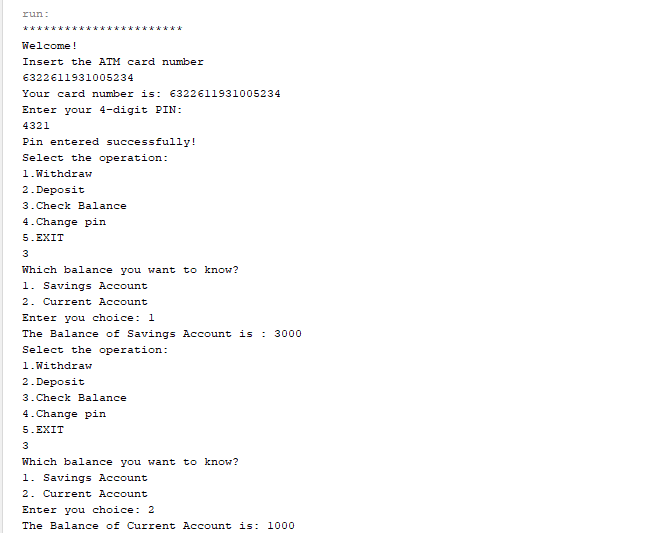 run:
***********************
Welcome!
Insert the ATM card number
6322611931005234
Your card number is: 6322611931005234
Enter your 4-digit PIN:
4321
Pin entered successfully!
Select the operation:
1.Withdraw
2.Deposit
3.Check Balance
4.Change pin
5.EXIT
3
Which balance you want to know?
1. Savings Account
2. Current Account
Enter you choice: 1
The Balance of Savings Account is : 3000
Select the operation:
1.Withdraw
2.Deposit
3.Check Balance
4.Change pin
5.EXIT
3
Which balance you want to know?
1. Savings Account
2. Current Account
Enter you choice: 2
The Balance of Current Account is: 1000